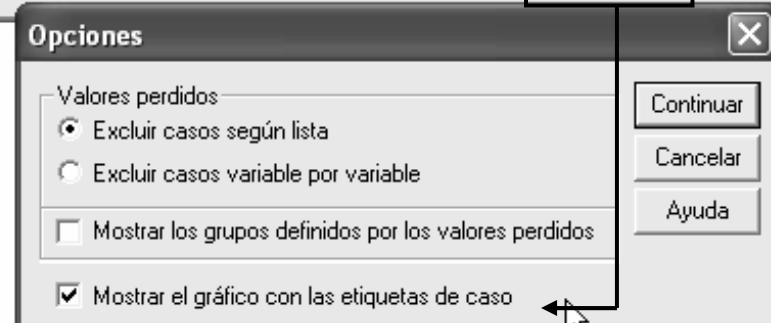 Opciones
Valores perdidos
Excluir casos según lista
Excluir casos variable por variable
Mostrar los grupos definidos por los valores perdidos
Mostrar el gráfico con las etiquetas de caso
Continuar
Cancelar
Ayuda